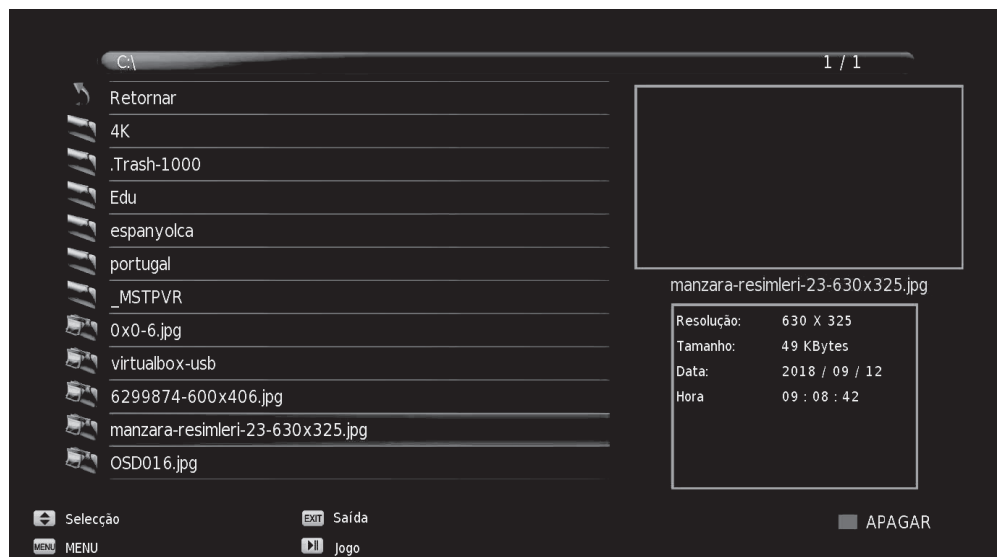 C:\ 1 / 1
Retornar
4K
.Trash-1000
Edu
espanyolca
portugal
_MSTPVR
0x0-6.jpg
virtualbox-usb
6299874-600x406.jpg
manzara-resimleri-23-630x325.jpg
OSD016.jpg
manzara-resimleri-23-630x325.jpg
Resolução: 630 X 325
Tamanho: 49 KBytes
Data: 2018 / 09 / 12
Hora 09 : 08 : 42
Selecção EXIT Saída APAGAR
MENU MENU Jogo